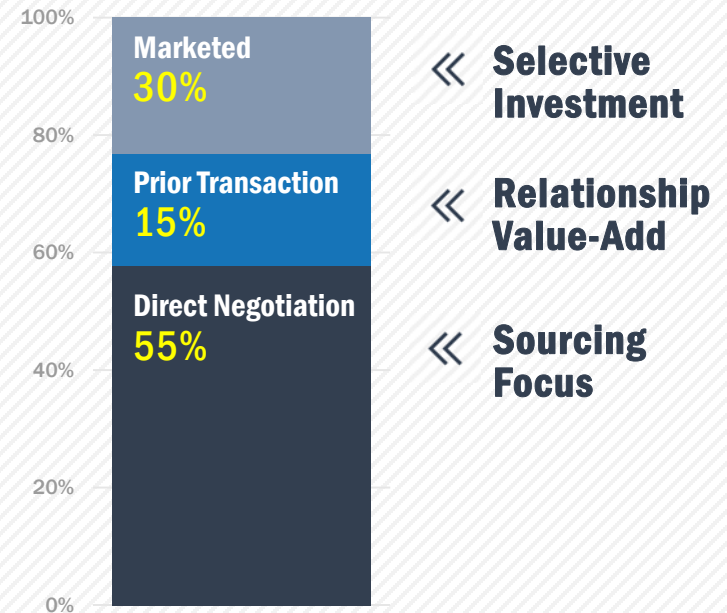 100%
80%
60%
40%
20%
0%
Marketed
30%
Prior Transaction
15%
Direct Negotiation
55%
Selective
Investment
Relationship
Value-Add
Sourcing
Focus